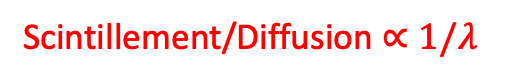 Scintillement/Diffusion ∝ 1/λ